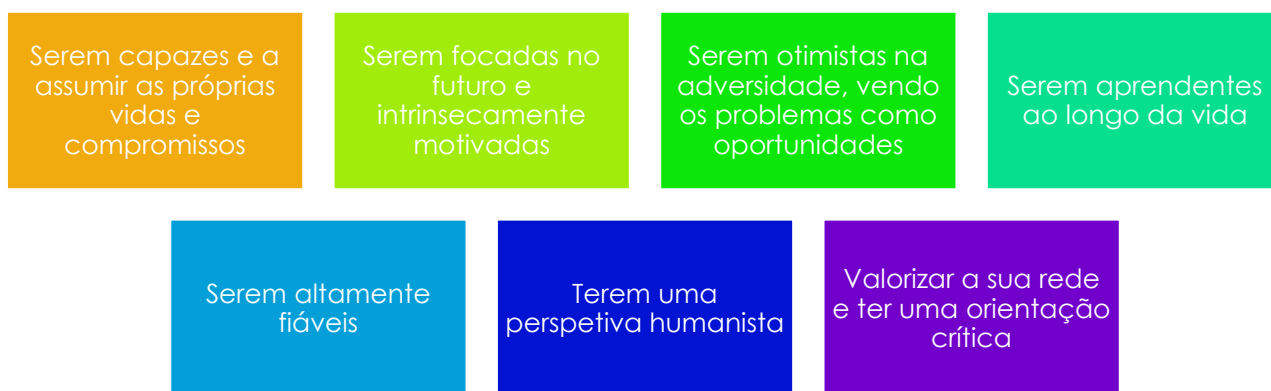 Serem capazes e a
assumir as próprias
vidas e
compromissos
Serem focadas no
futuro e
intrinsecamente
motivadas
Serem otimistas na
adversidade, vendo
os problemas como
oportunidades
Serem aprendentes
ao longo da vida
Serem altamente
fiáveis
Terem uma
perspetiva humanista
Valorizar a sua rede
e ter uma orientação
crítica